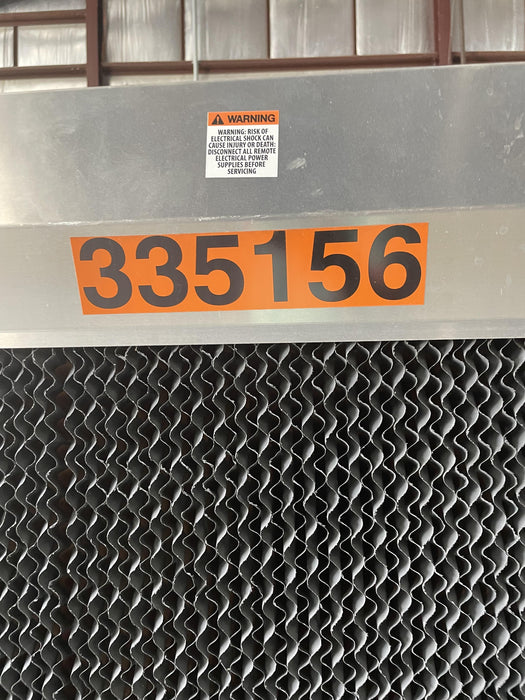 WARNING
WARNING: RISK OF
ELECTRICAL SHOCK CAN
CAUSE INJURY OR DEATH:
DISCONNECT ALL REMOTE
ELECTRICAL POWER
SUPPLIES BEFORE
SERVICING
335156